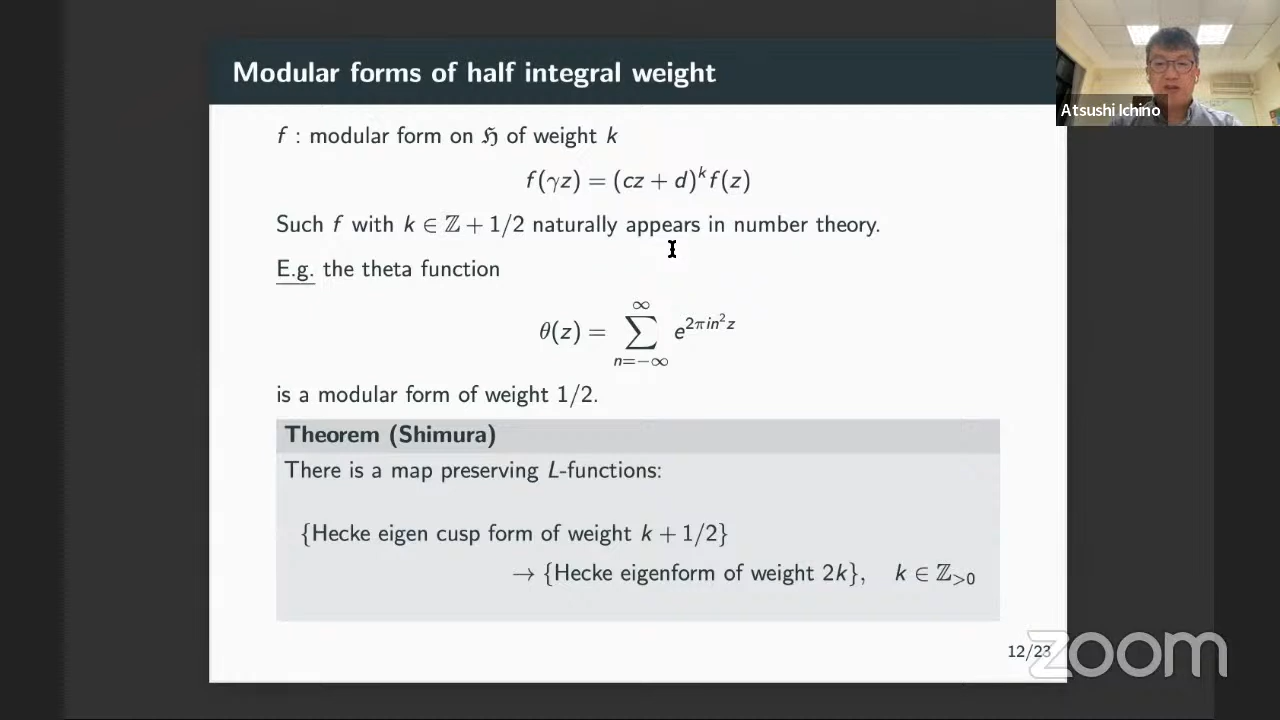 Modular forms of half integral weight
Atsushi Ichino
f : modular form on ℌ of weight k
f(γz) = (cz + d)^k f(z)
Such f with k ∈ ℤ + 1/2 naturally appears in number theory.
E.g. the theta function
θ(z) = ∑_{n=−∞}^{∞} e^{2πin²z}
is a modular form of weight 1/2.
Theorem (Shimura)
There is a map preserving L-functions:
{Hecke eigen cusp form of weight k + 1/2}
→ {Hecke eigenform of weight 2k}, k ∈ ℤ_{>0}
12/23
zoom